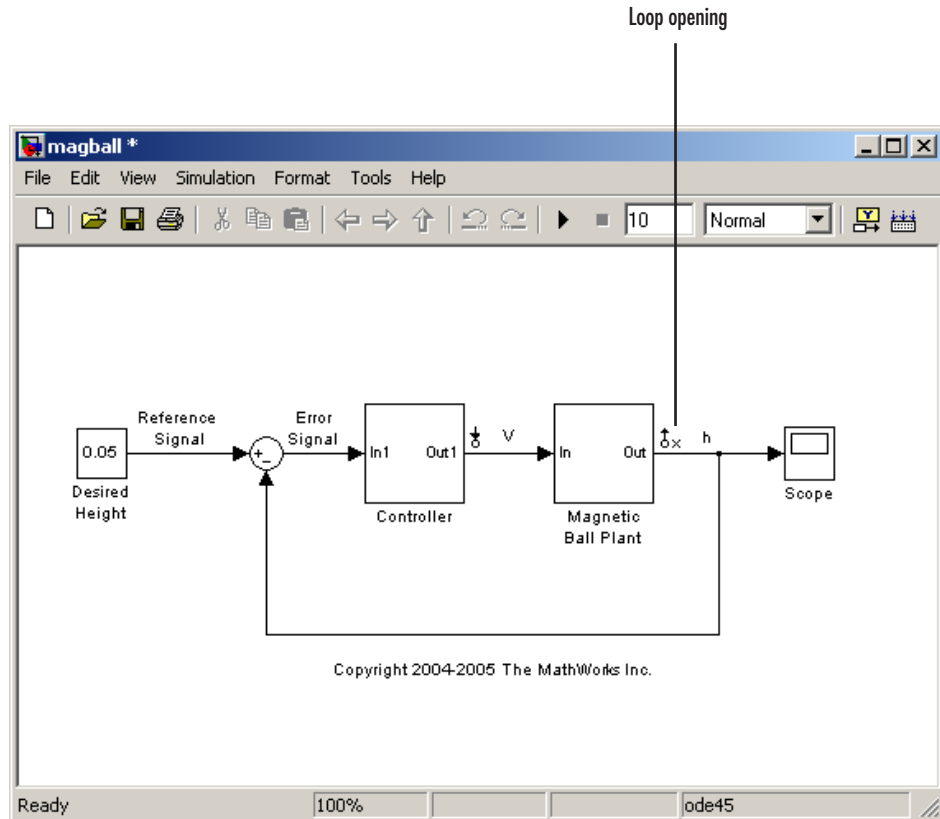 Loop opening
magball *
File Edit View Simulation Format Tools Help
10 Normal
Reference
Signal
Error
Signal
0.05
Desired
Height
+
−
In1 Out1
Controller
V
In Out
Magnetic
Ball Plant
x
h
Scope
Copyright 2004-2005 The MathWorks Inc.
Ready 100% ode45